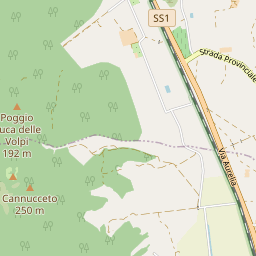 SS1
Strada Provinciale
Poggio
uca delle
Volpi
192 m
Via Aurelia
Cannucceto
250 m